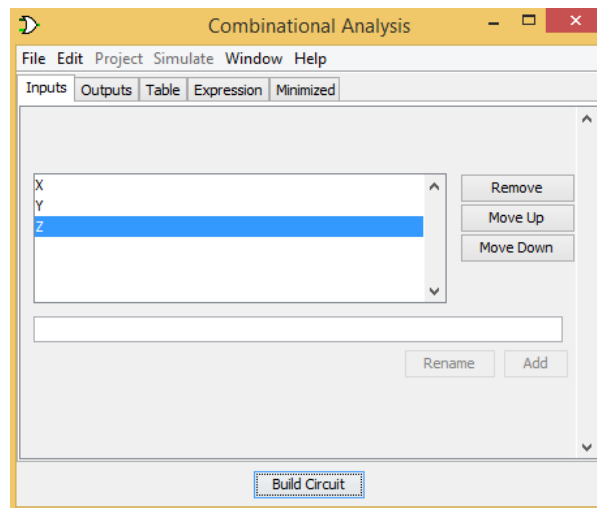 Combinational Analysis
File Edit Project Simulate Window Help
Inputs Outputs Table Expression Minimized
X
Y
Z
Remove
Move Up
Move Down
Rename Add
Build Circuit